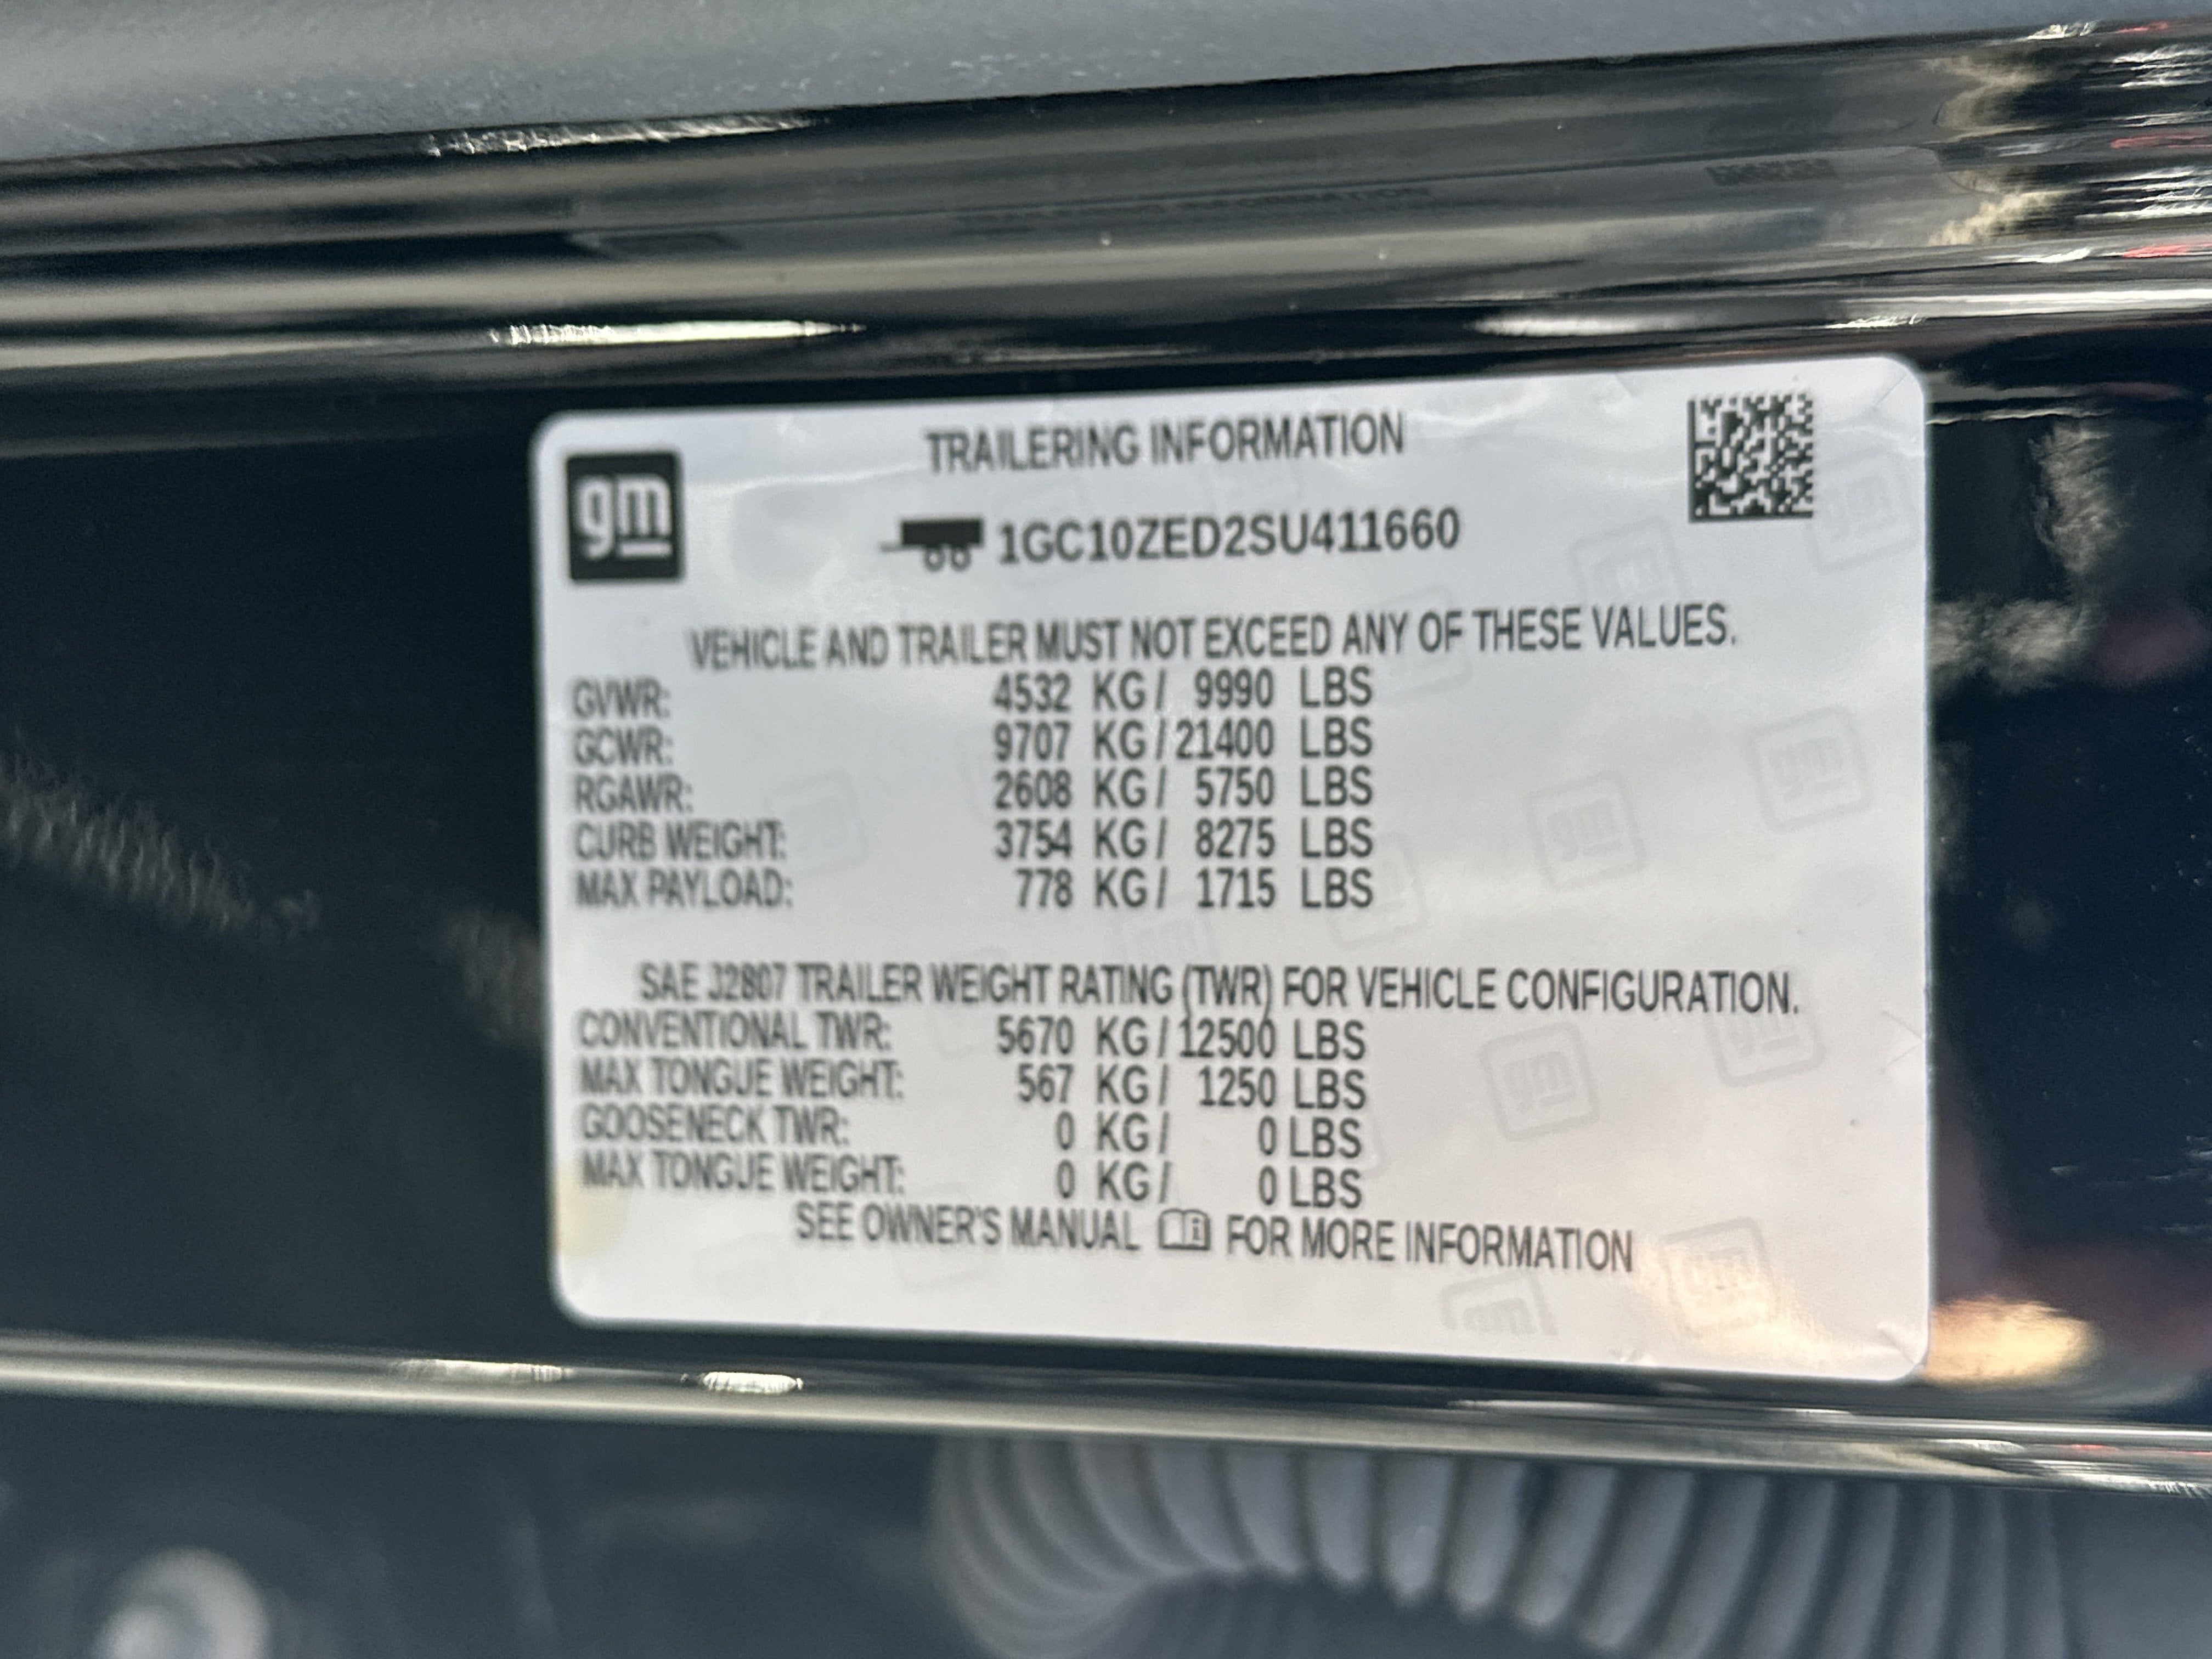 gm
TRAILERING INFORMATION
1GC10ZED2SU411660
VEHICLE AND TRAILER MUST NOT EXCEED ANY OF THESE VALUES.
GVWR: 4532 KG / 9990 LBS
GCWR: 9707 KG / 21400 LBS
RGAWR: 2608 KG / 5750 LBS
CURB WEIGHT: 3754 KG / 8275 LBS
MAX PAYLOAD: 778 KG / 1715 LBS
SAE J2807 TRAILER WEIGHT RATING (TWR) FOR VEHICLE CONFIGURATION.
CONVENTIONAL TWR: 5670 KG / 12500 LBS
MAX TONGUE WEIGHT: 567 KG / 1250 LBS
GOOSENECK TWR: 0 KG / 0 LBS
MAX TONGUE WEIGHT: 0 KG / 0 LBS
SEE OWNER'S MANUAL FOR MORE INFORMATION